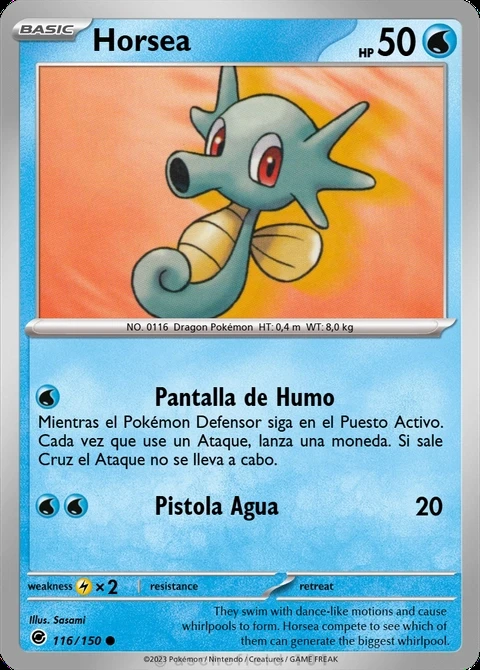 BASIC
Horsea
HP 50
NO. 0116 Dragon Pokémon HT: 0,4 m WT: 8,0 kg
Pantalla de Humo
Mientras el Pokémon Defensor siga en el Puesto Activo.
Cada vez que use un Ataque, lanza una moneda. Si sale
Cruz el Ataque no se lleva a cabo.
Pistola Agua 20
weakness ×2 resistance retreat
Illus. Sasami
116/150
They swim with dance-like motions and cause
whirlpools to form. Horsea compete to see which of
them can generate the biggest whirlpool.
©2023 Pokémon / Nintendo / Creatures / GAME FREAK